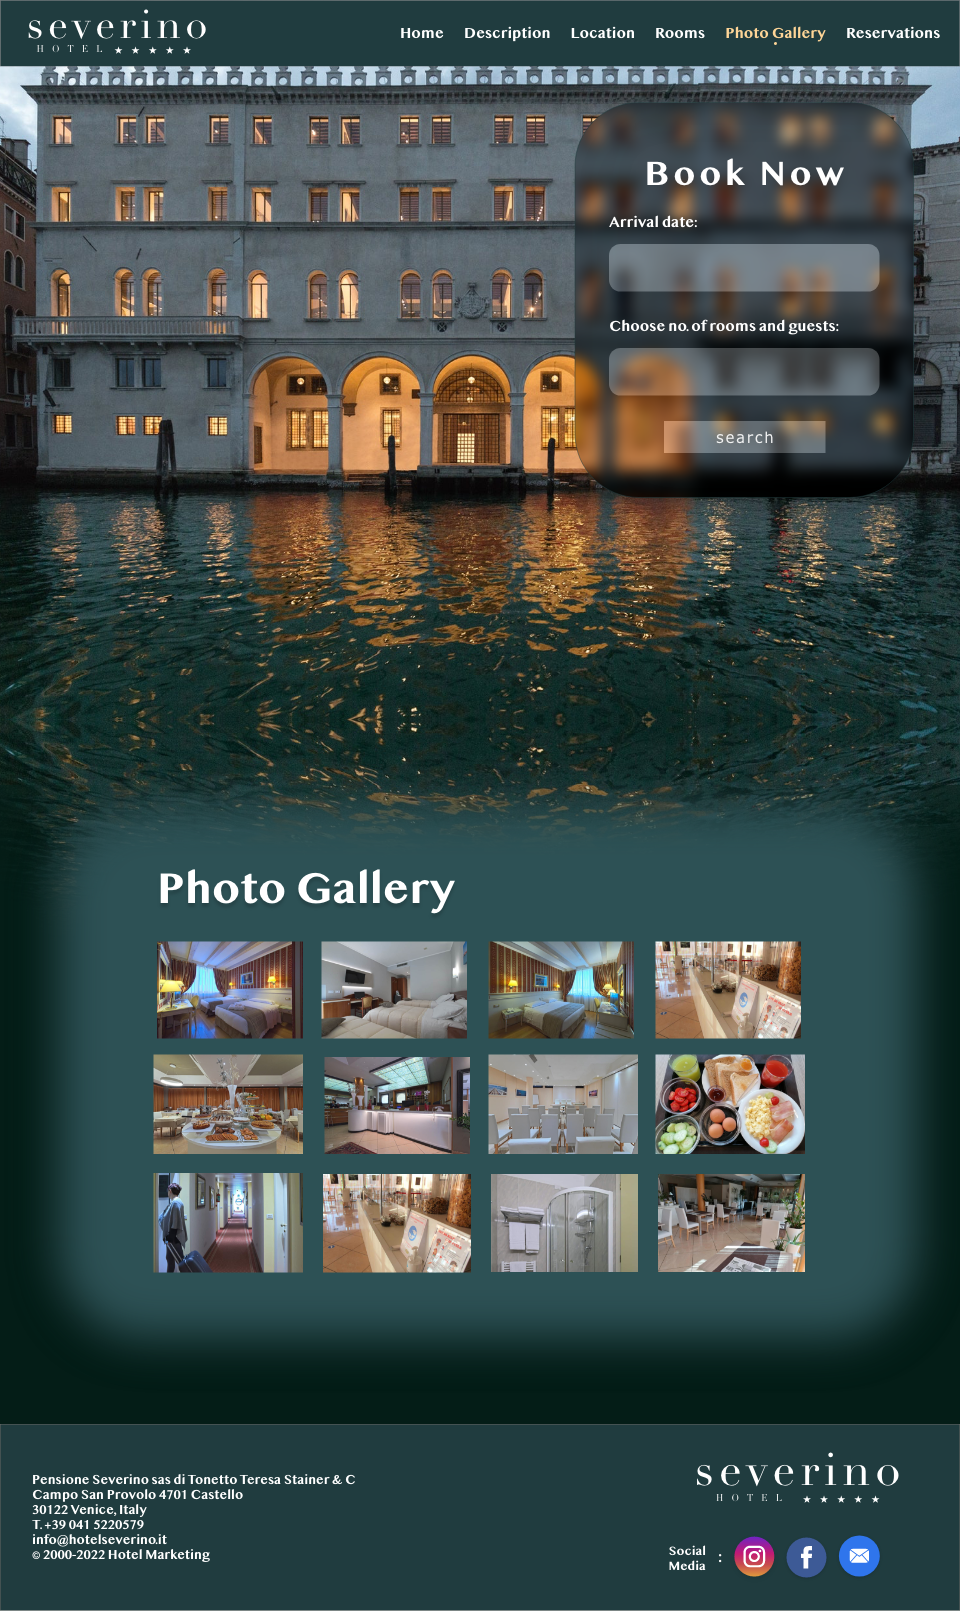 severino
HOTEL ★★★★★
Home Description Location Rooms Photo Gallery Reservations
Book Now
Arrival date:
Choose no. of rooms and guests:
search
Photo Gallery
Pensione Severino sas di Tonetto Teresa Stainer & C
Campo San Provolo 4701 Castello
30122 Venice, Italy
T. +39 041 5220579
info@hotelseverino.it
© 2000-2022 Hotel Marketing
severino
HOTEL ★★★★★
Social
Media :